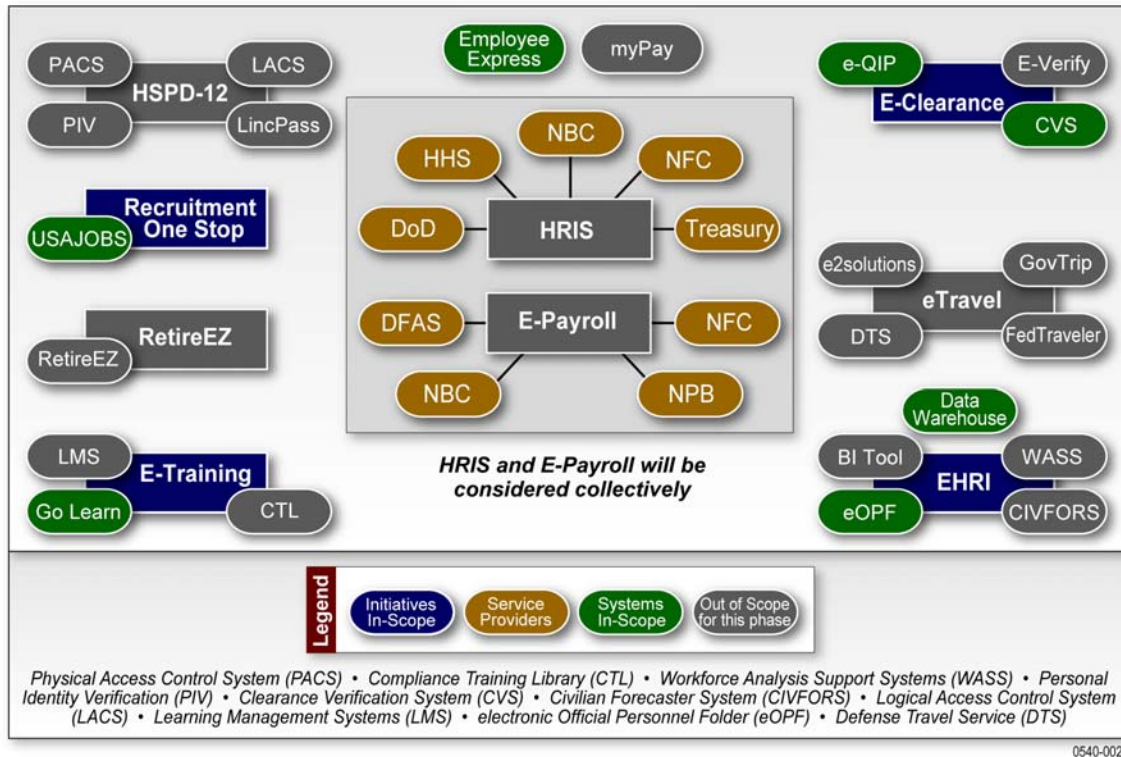 PACS
LACS
HSPD-12
PIV
LincPass
Recruitment
One Stop
USAJOBS
RetireEZ
RetireEZ
LMS
E-Training
Go Learn
CTL
Employee
Express
myPay
NBC
HHS
NFC
DoD
HRIS
Treasury
DFAS
E-Payroll
NFC
NBC
NPB
HRIS and E-Payroll will be
considered collectively
e-QIP
E-Verify
E-Clearance
CVS
e2solutions
GovTrip
eTravel
DTS
FedTraveler
Data
Warehouse
BI Tool
WASS
EHRI
eOPF
CIVFORS
Legend
Initiatives
In-Scope
Service
Providers
Systems
In-Scope
Out of Scope
for this phase
Physical Access Control System (PACS) • Compliance Training Library (CTL) • Workforce Analysis Support Systems (WASS) • Personal
Identity Verification (PIV) • Clearance Verification System (CVS) • Civilian Forecaster System (CIVFORS) • Logical Access Control System
(LACS) • Learning Management Systems (LMS) • electronic Official Personnel Folder (eOPF) • Defense Travel Service (DTS)
0540-002